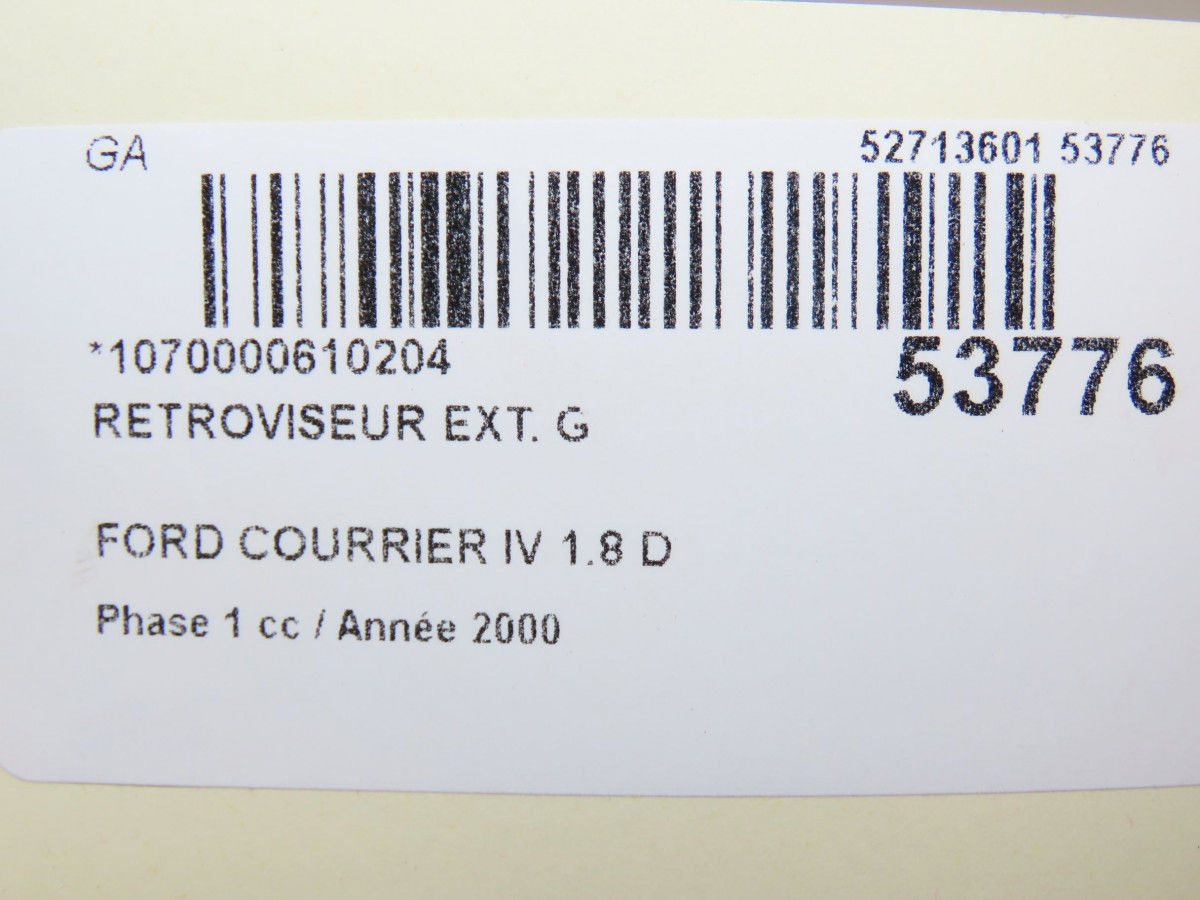 GA 52713601 53776
*1070000610204 53776
RETROVISEUR EXT. G
FORD COURRIER IV 1.8 D
Phase 1 cc / Année 2000